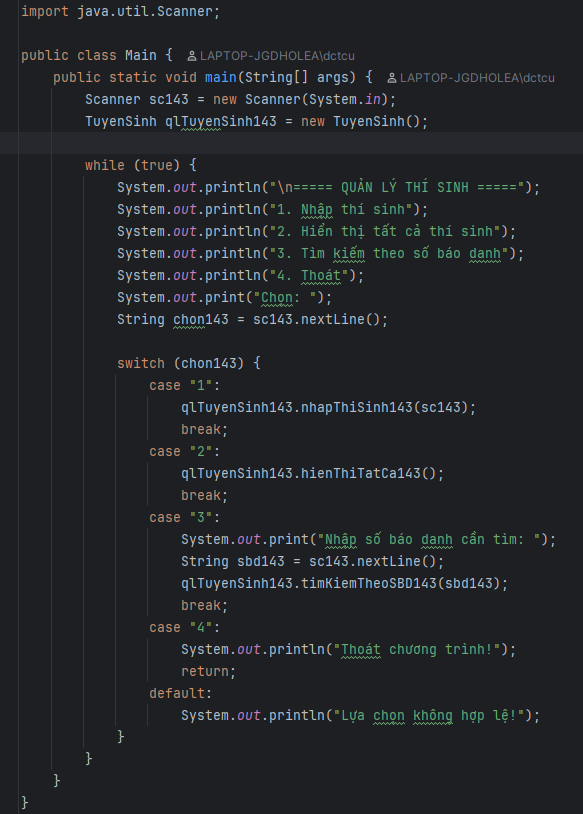 import java.util.Scanner;
public class Main {  LAPTOP-JGDHOLEA\dctcu
    public static void main(String[] args) {  LAPTOP-JGDHOLEA\dctcu
        Scanner sc143 = new Scanner(System.in);
        TuyenSinh qlTuyenSinh143 = new TuyenSinh();
        while (true) {
            System.out.println("\n===== QUẢN LÝ THÍ SINH =====");
            System.out.println("1. Nhập thí sinh");
            System.out.println("2. Hiển thị tất cả thí sinh");
            System.out.println("3. Tìm kiếm theo số báo danh");
            System.out.println("4. Thoát");
            System.out.print("Chọn: ");
            String chon143 = sc143.nextLine();
            switch (chon143) {
                case "1":
                    qlTuyenSinh143.nhapThiSinh143(sc143);
                    break;
                case "2":
                    qlTuyenSinh143.hienThiTatCa143();
                    break;
                case "3":
                    System.out.print("Nhập số báo danh cần tìm: ");
                    String sbd143 = sc143.nextLine();
                    qlTuyenSinh143.timKiemTheoSBD143(sbd143);
                    break;
                case "4":
                    System.out.println("Thoát chương trình!");
                    return;
                default:
                    System.out.println("Lựa chọn không hợp lệ!");
            }
        }
    }
}